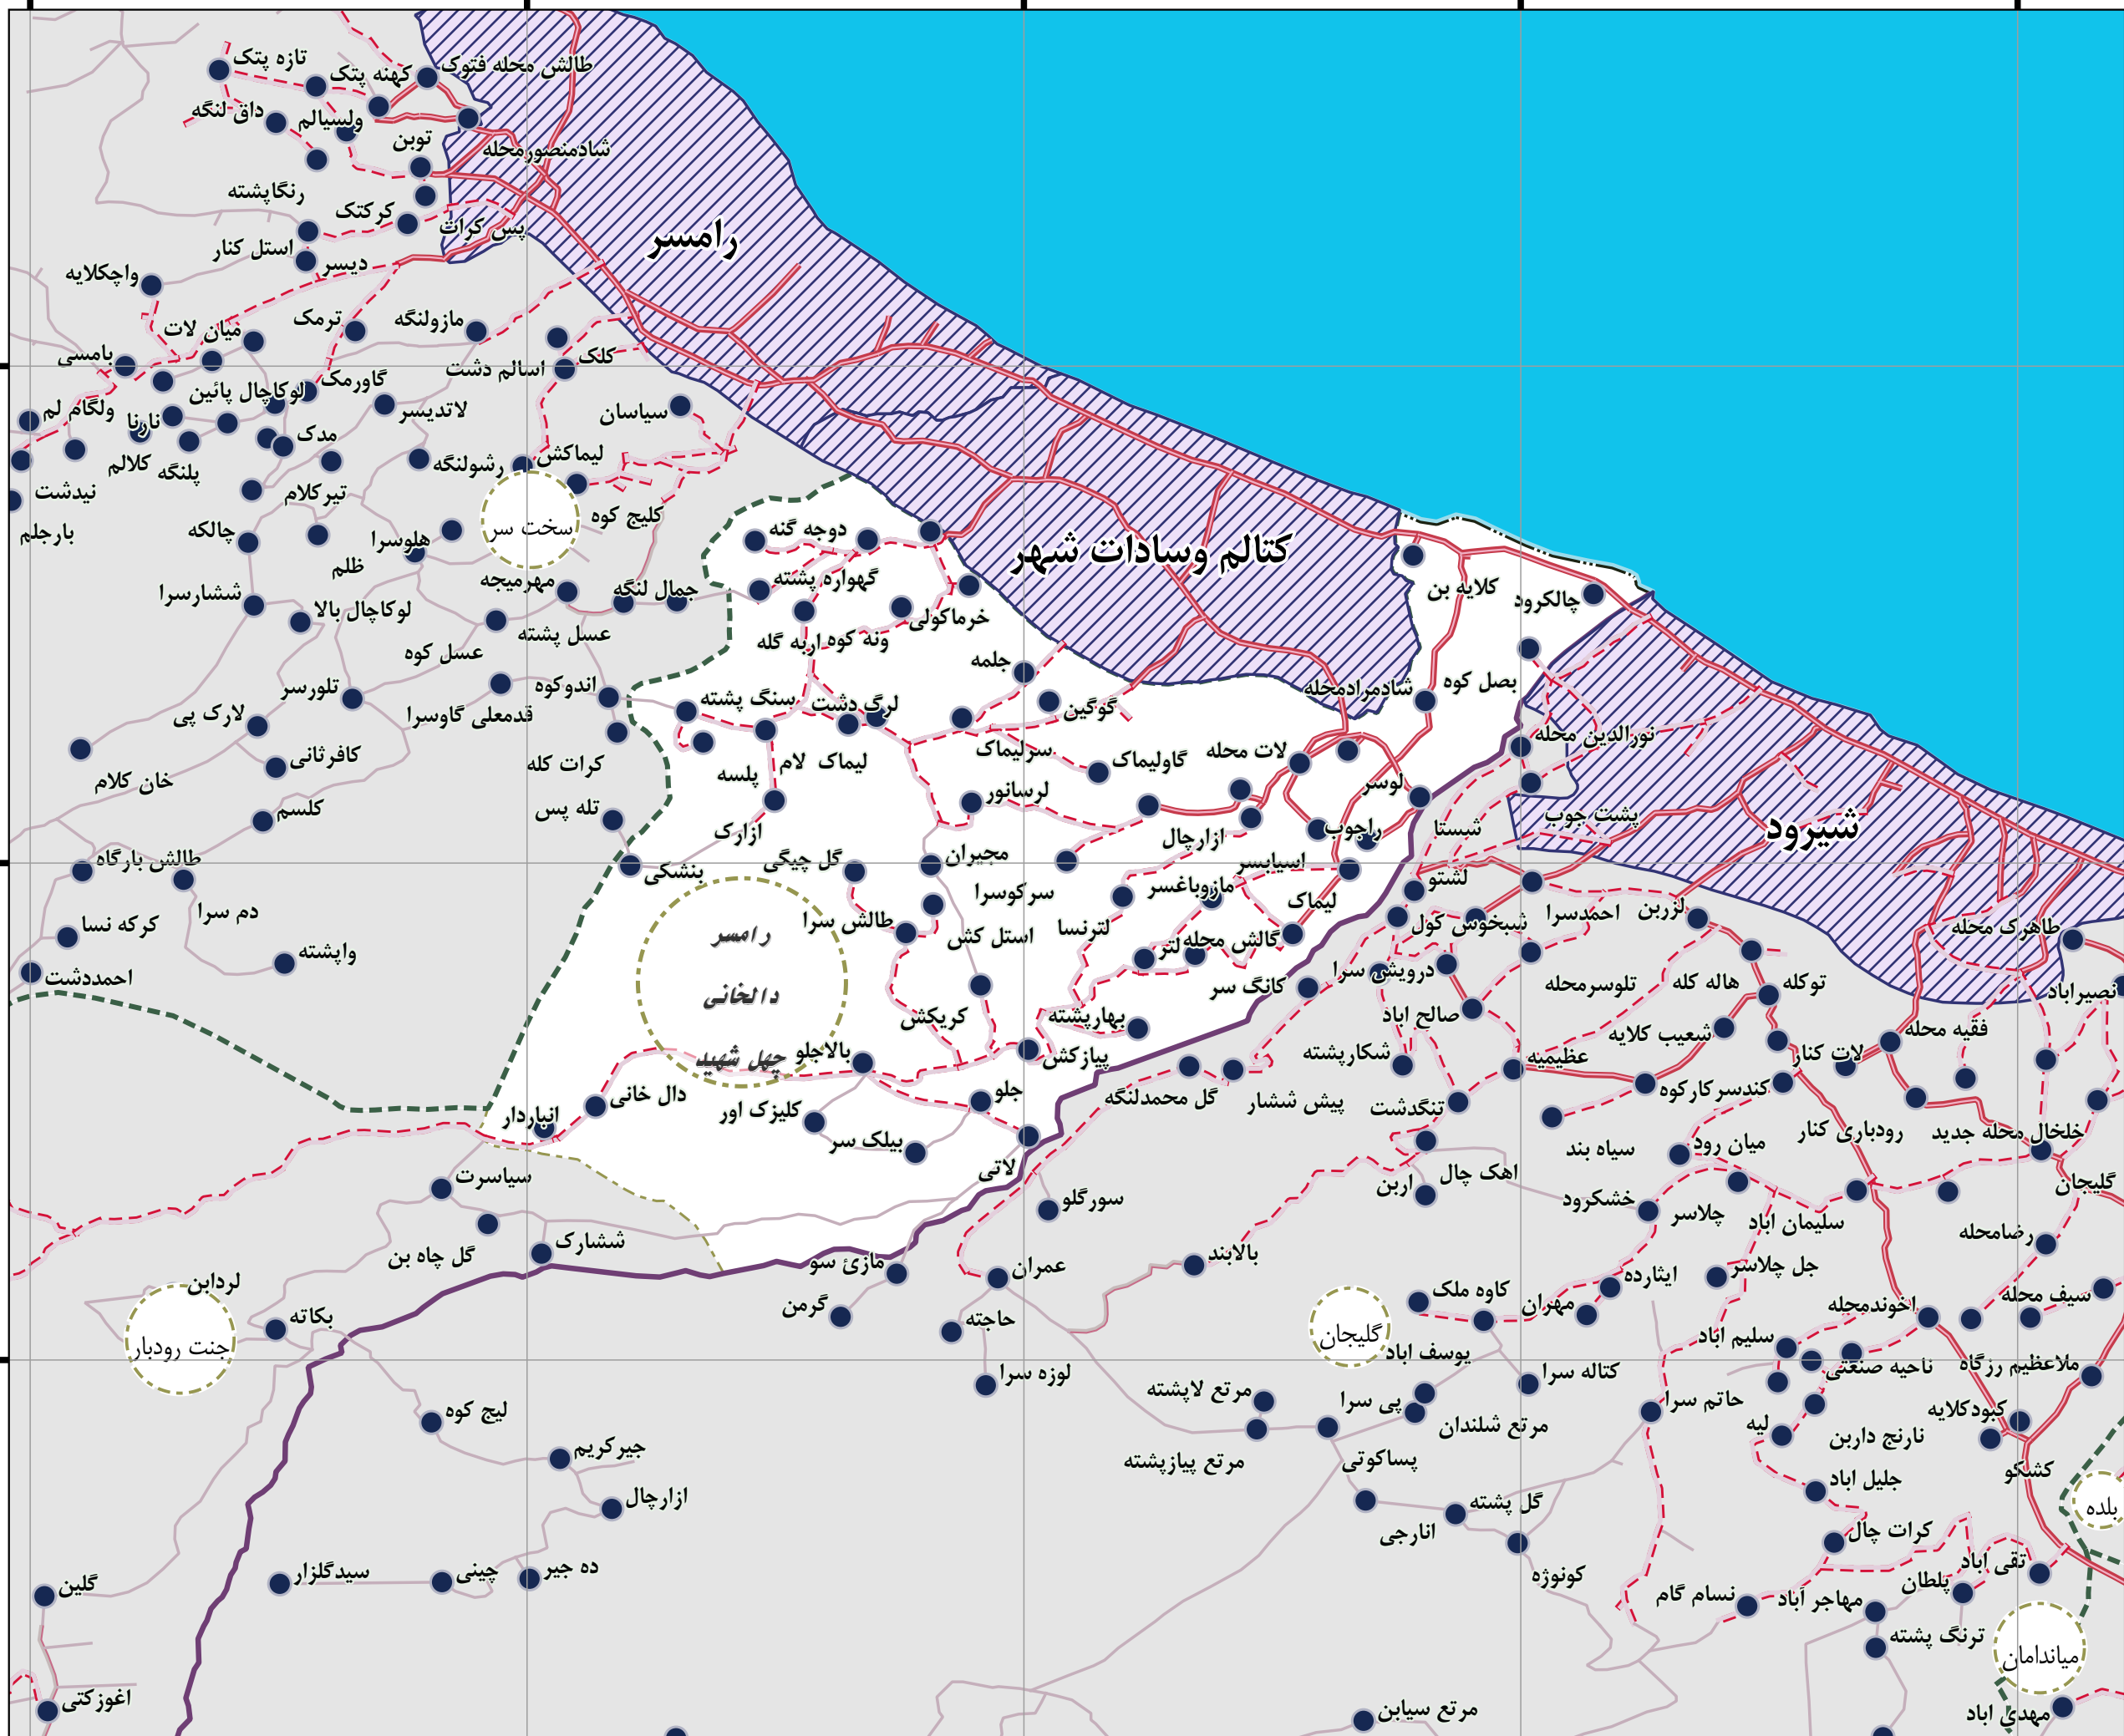 تازه پتک
کهنه پتک
طالش محله فتوک
داق لنگه
ولسیالم
توبن
شادمنصورمحله
رنگاپشته
کرکتک
پس کرات
استل کنار
دیسر
رامسر
واچکلایه
میان لات
ترمک
مازولنگه
بامسی
کلک
اسالم دشت
لوکاچال پائین
گاورمک
لاتدیسر
سیاسان
ولگام لم
نارنا
مدک
کلالم
پلنگه
رشولنگه
لیماکش
نیدشت
تیرکلام
سخت سر
کلیچ کوه
بارجلم
چالکه
ظلم
هلوسرا
دوجه گنه
کتالم وسادات شهر
ششارسرا
لوکاچال بالا
مهرمیجه
جمال لنگه
گهواره پشته
خرماکولی
کلایه بن
چالکرود
عسل پشته
عسل کوه
ونه کوه
اربه گله
جلمه
تلورسر
اندوکوه
سنگ پشته
لرگ دشت
گوگین
شادمرادمحله
بصل کوه
لارک پی
قدمعلی گاوسرا
نورالدین محله
خان کلام
کافرثانی
کرات کله
پلسه
لیماک لام
سرلیماک
گاولیماک
لات محله
لوسر
کلسم
تله پس
ازارک
لرسانور
ازارچال
راجوب
شستا
پشت جوب
شیرود
طالش بارگاه
بنشکی
گل چیگی
مجیران
اسپابسر
دم سرا
کرکه نسا
طالش سرا
سرکوسرا
مازوباغسر
لیماک
لشتو
واپشته
احمددشت
استل کش
لترنسا
لتر
گالش محله
شبخوس کول
احمدسرا
لزربن
طاهرک محله
رامسر
دالخانی
چهل شهید
کریکش
کانگ سر
درویش سرا
تلوسرمحله
هاله کله
توکله
نصیراباد
بهارپشته
صالح اباد
شعیب کلایه
فقیه محله
بالاجلو
پیازکش
شکارپشته
عظیمیه
لات کنار
دال خانی
انباردار
کلیزک اور
جلو
گل محمدلنگه
پیش ششار
تنگدشت
کندسرکارکوه
بیلک سر
لاتی
سیاه بند
میان رود
رودباری کنار
خلخال محله جدید
سیاسرت
سورگلو
اربن
اهک چال
خشکرود
چلاسر
سلیمان اباد
گلیجان
گل چاه بن
ششارک
مازی سو
عمران
بالابند
رضامحله
لردابن
جنت رودبار
بکاته
گرمن
حاجته
گلیجان
کاوه ملک
مهران
ایثارده
جل چلاسر
سیف محله
اخوندمحله
یوسف اباد
سلیم اباد
لوزه سرا
کتاله سرا
ناحیه صنعتی
ملاعظیم رزگاه
لیچ کوه
مرتع لاپشته
پی سرا
مرتع شلندان
حاتم سرا
لیه
نارنج داربن
کبودکلایه
جیرکریم
مرتع پیازپشته
پساکوتی
کشکو
جلیل اباد
ازارچال
انارجی
گل پشته
کرات چال
بلده
گلین
سیدگلزار
چینی
ده جیر
کونوژه
نسام گام
مهاجر اباد
پلطان
تقی اباد
ترنگ پشته
میاندامان
اغوزکتی
مرتع سیابن
مهدی اباد